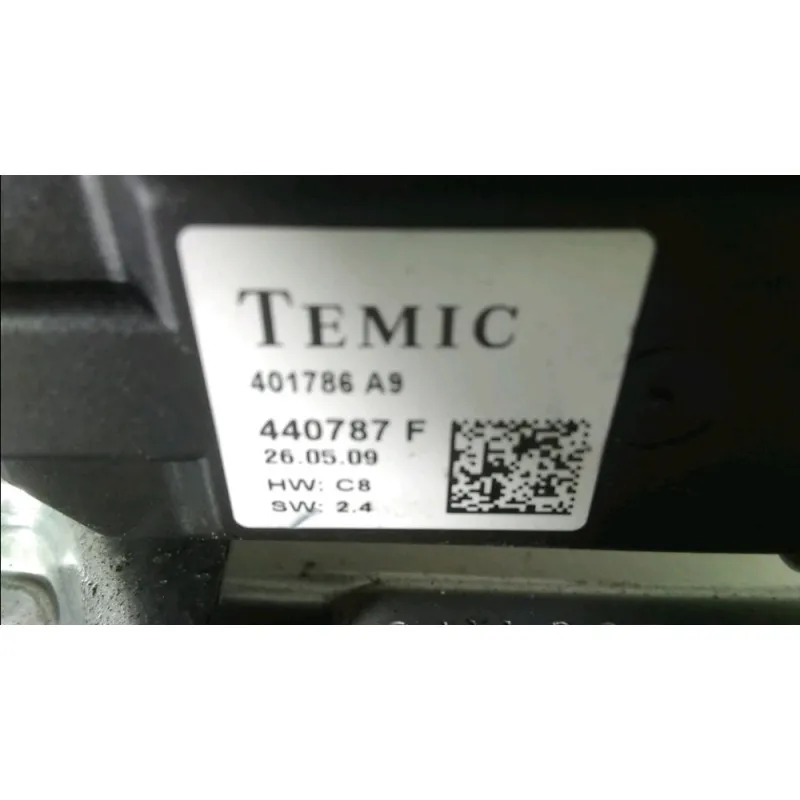 TEMIC
401786 A9
440787 F
26.05.09
HW: C8
SW: 2.4